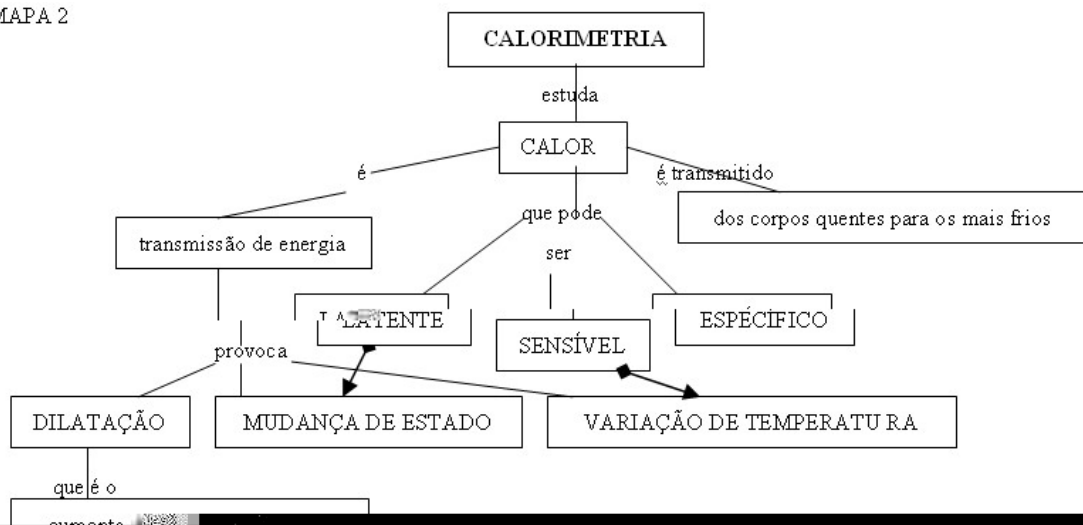 MAPA 2
CALORIMETRIA
estuda
CALOR
é
é transmitido
que pode
dos corpos quentes para os mais frios
transmissão de energia
ser
LATENTE
ESPECÍFICO
SENSÍVEL
provoca
DILATAÇÃO
MUDANÇA DE ESTADO
VARIAÇÃO DE TEMPERATU RA
que é o
aumento